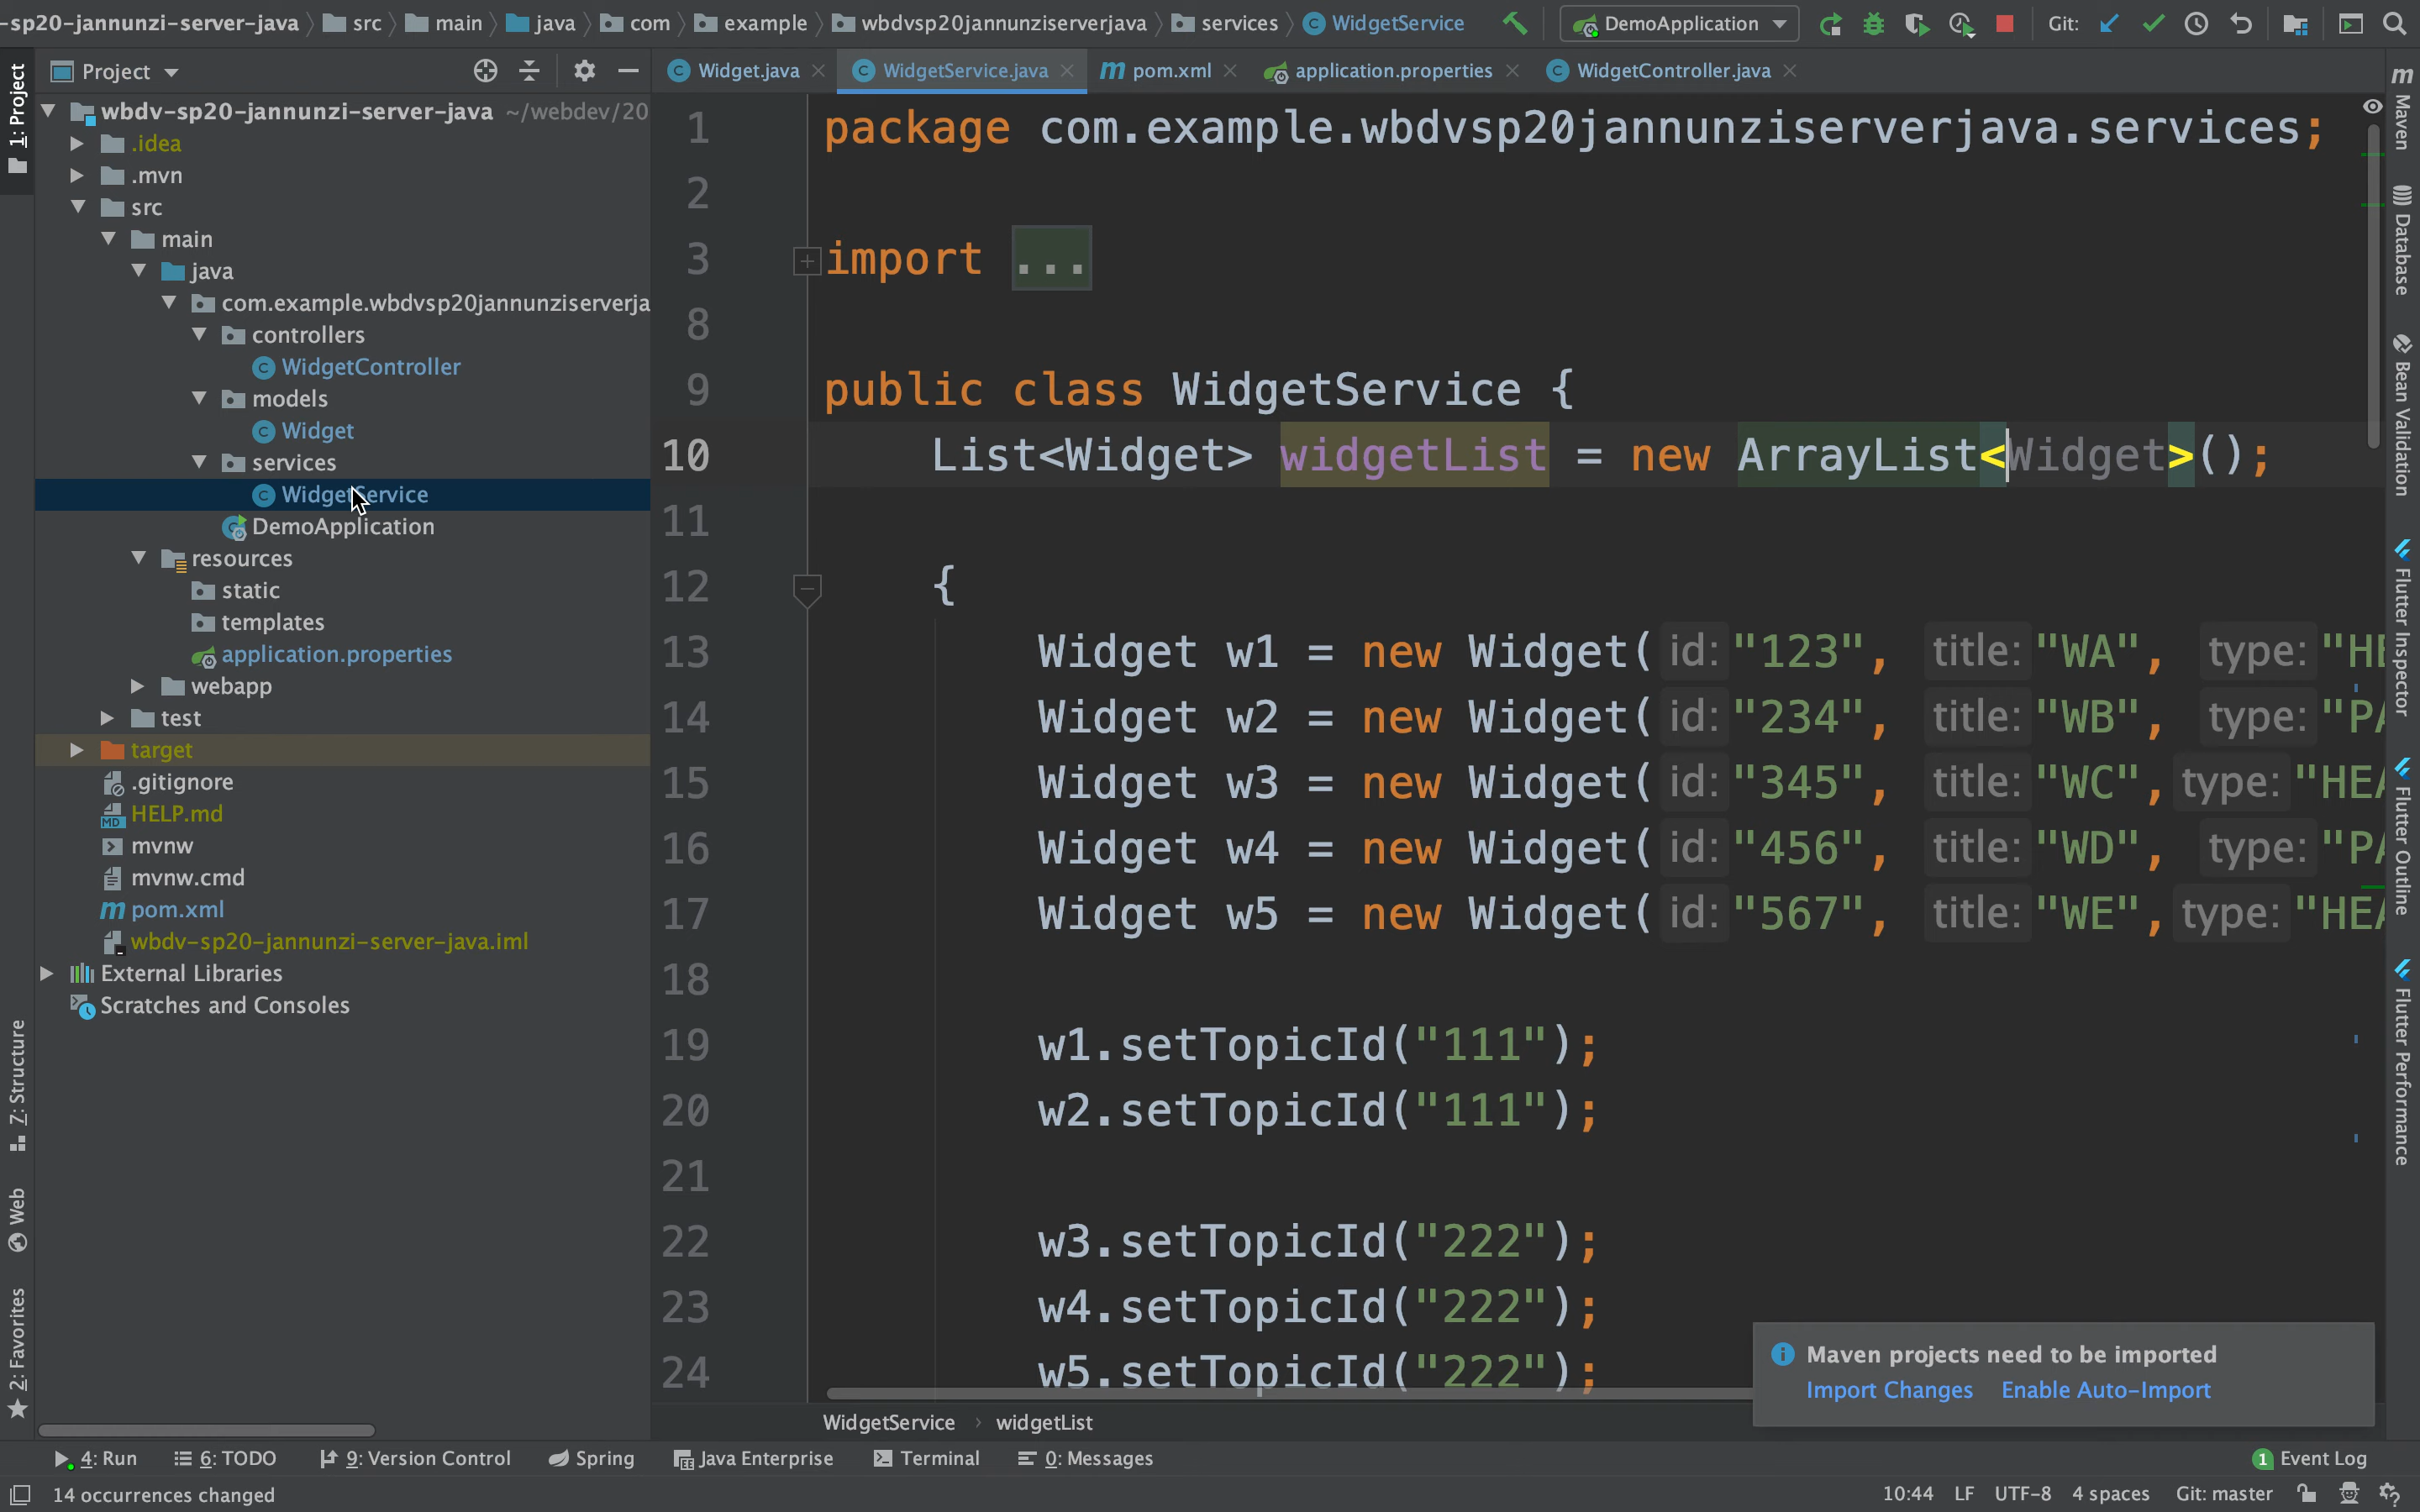 -sp20-jannunzi-server-java src main java com example wbdvsp20jannunziserverjava services WidgetService DemoApplication Git:
1: Project
Project
Widget.java WidgetService.java pom.xml application.properties WidgetController.java
wbdv-sp20-jannunzi-server-java ~/webdev/20
.idea
.mvn
src
main
java
com.example.wbdvsp20jannunziserverja
controllers
WidgetController
models
Widget
services
WidgetService
DemoApplication
resources
static
templates
application.properties
webapp
test
target
.gitignore
HELP.md
mvnw
mvnw.cmd
pom.xml
wbdv-sp20-jannunzi-server-java.iml
External Libraries
Scratches and Consoles
Z: Structure
Web
2: Favorites
1 package com.example.wbdvsp20jannunziserverjava.services;
2
3 import ...
8
9 public class WidgetService {
10 List<Widget> widgetList = new ArrayList<Widget>();
11
12 {
13 Widget w1 = new Widget( id: "123", title: "WA", type: "HE
14 Widget w2 = new Widget( id: "234", title: "WB", type: "PA
15 Widget w3 = new Widget( id: "345", title: "WC", type: "HEA
16 Widget w4 = new Widget( id: "456", title: "WD", type: "PA
17 Widget w5 = new Widget( id: "567", title: "WE", type: "HEA
18
19 w1.setTopicId("111");
20 w2.setTopicId("111");
21
22 w3.setTopicId("222");
23 w4.setTopicId("222");
24 w5.setTopicId("222");
Maven projects need to be imported
Import Changes Enable Auto-Import
WidgetService widgetList
Maven
Database
Bean Validation
Flutter Inspector
Flutter Outline
Flutter Performance
4: Run 6: TODO 9: Version Control Spring Java Enterprise Terminal 0: Messages 1 Event Log
14 occurrences changed 10:44 LF UTF-8 4 spaces Git: master